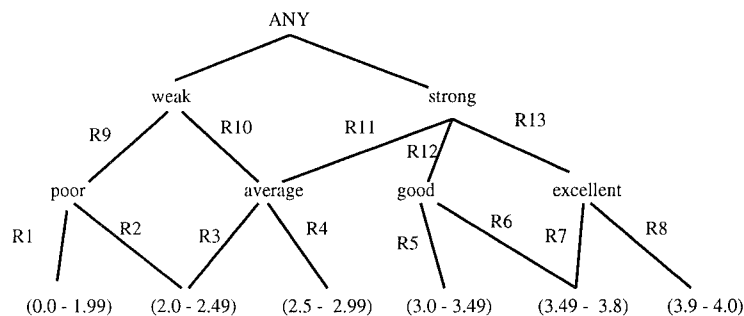 ANY
weak strong
R9 R10 R11 R12 R13
poor average good excellent
R1 R2 R3 R4 R5 R6 R7 R8
(0.0 - 1.99) (2.0 - 2.49) (2.5 - 2.99) (3.0 - 3.49) (3.49 - 3.8) (3.9 - 4.0)